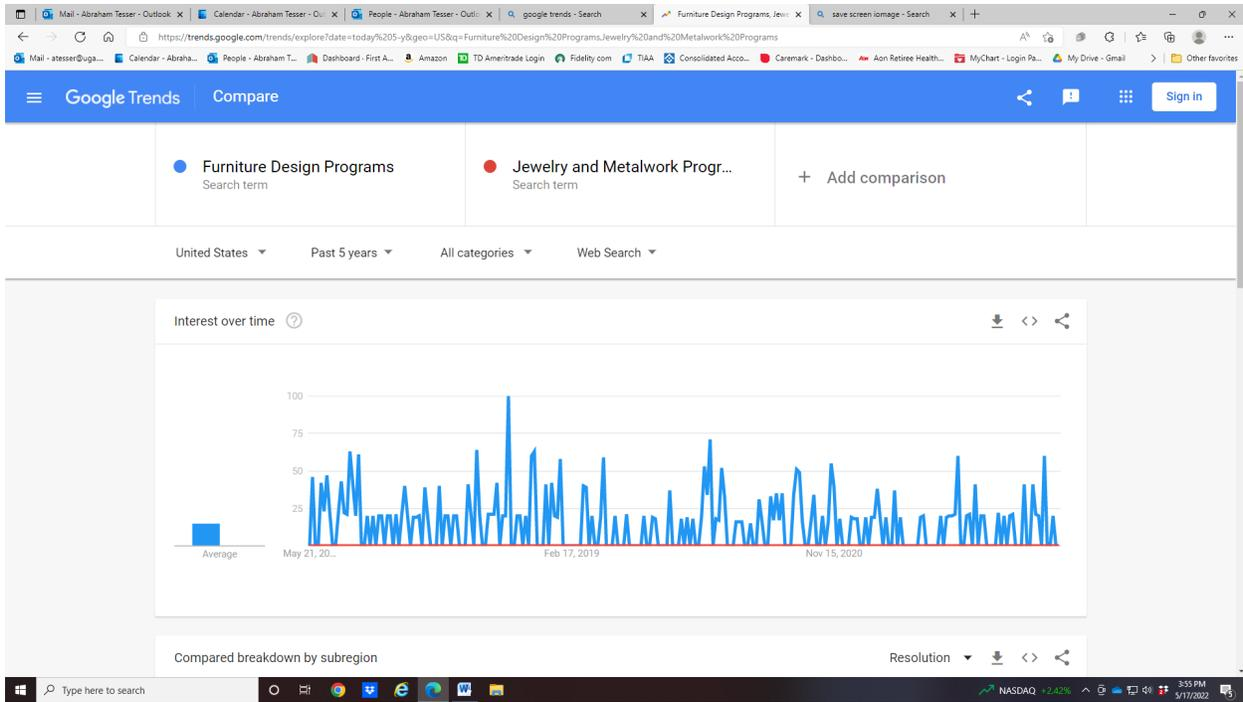 Mail - Abraham Tesser - Outlook
Calendar - Abraham Tesser - Ou
People - Abraham Tesser - Outlo
google trends - Search
Furniture Design Programs, Jewe
save screen iomage - Search
https://trends.google.com/trends/explore?date=today%205-y&geo=US&q=Furniture%20Design%20Programs,Jewelry%20and%20Metalwork%20Programs
Mail - atesser@uga...
Calendar - Abraha...
People - Abraham T...
Dashboard - First A...
Amazon
TD Ameritrade Login
Fidelity com
TIAA
Consolidated Acco...
Caremark - Dashbo...
Aon Retiree Health...
MyChart - Login Pa...
My Drive - Gmail
Other favorites
Google Trends
Compare
Sign in
Furniture Design Programs
Search term
Jewelry and Metalwork Progr...
Search term
+ Add comparison
United States
Past 5 years
All categories
Web Search
Interest over time
100
75
50
25
Average
May 21, 20...
Feb 17, 2019
Nov 15, 2020
Compared breakdown by subregion
Resolution
Type here to search
NASDAQ +2.42%
3:55 PM
5/17/2022